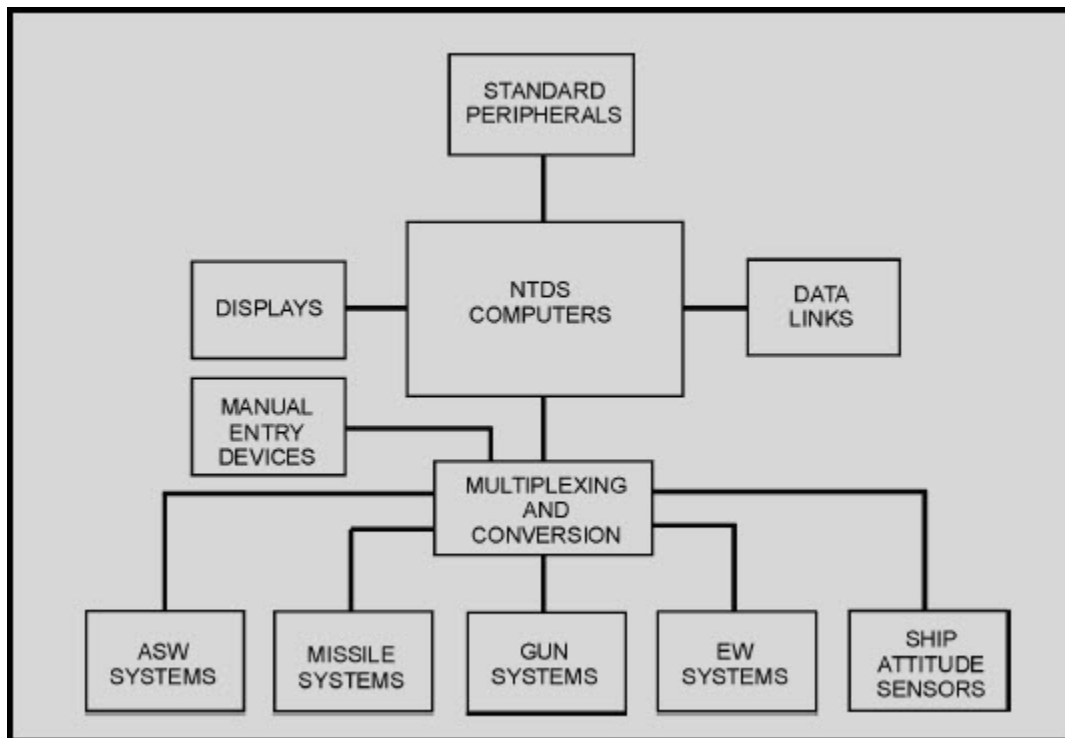 STANDARD
PERIPHERALS
DISPLAYS
NTDS
COMPUTERS
DATA
LINKS
MANUAL
ENTRY
DEVICES
MULTIPLEXING
AND
CONVERSION
ASW
SYSTEMS
MISSILE
SYSTEMS
GUN
SYSTEMS
EW
SYSTEMS
SHIP
ATTITUDE
SENSORS